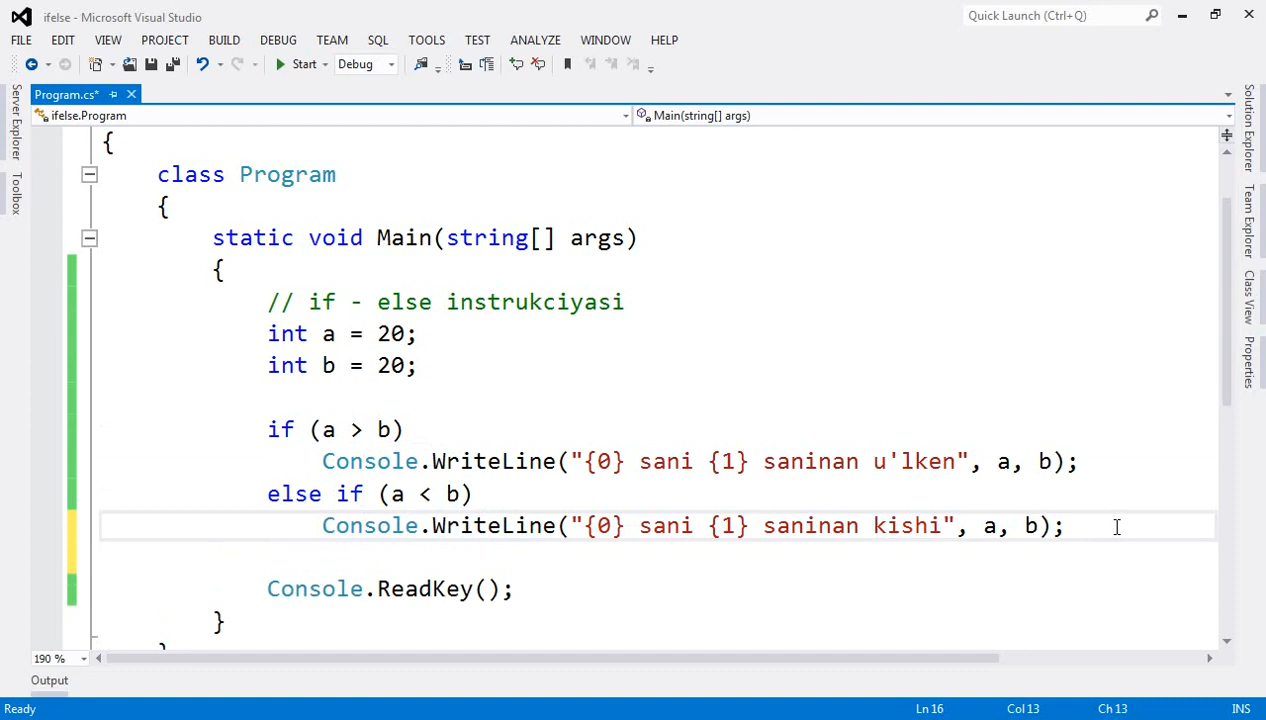 ifelse - Microsoft Visual Studio
Quick Launch (Ctrl+Q)
FILE EDIT VIEW PROJECT BUILD DEBUG TEAM SQL TOOLS TEST ANALYZE WINDOW HELP
Start Debug
Program.cs*
ifelse.Program Main(string[] args)
{
class Program
{
static void Main(string[] args)
{
// if - else instrukciyasi
int a = 20;
int b = 20;
if (a > b)
Console.WriteLine("{0} sani {1} saninan u'lken", a, b);
else if (a < b)
Console.WriteLine("{0} sani {1} saninan kishi", a, b);
Console.ReadKey();
}
190 %
Output
Ready Ln 16 Col 13 Ch 13 INS
Server Explorer
Toolbox
Solution Explorer
Team Explorer
Class View
Properties